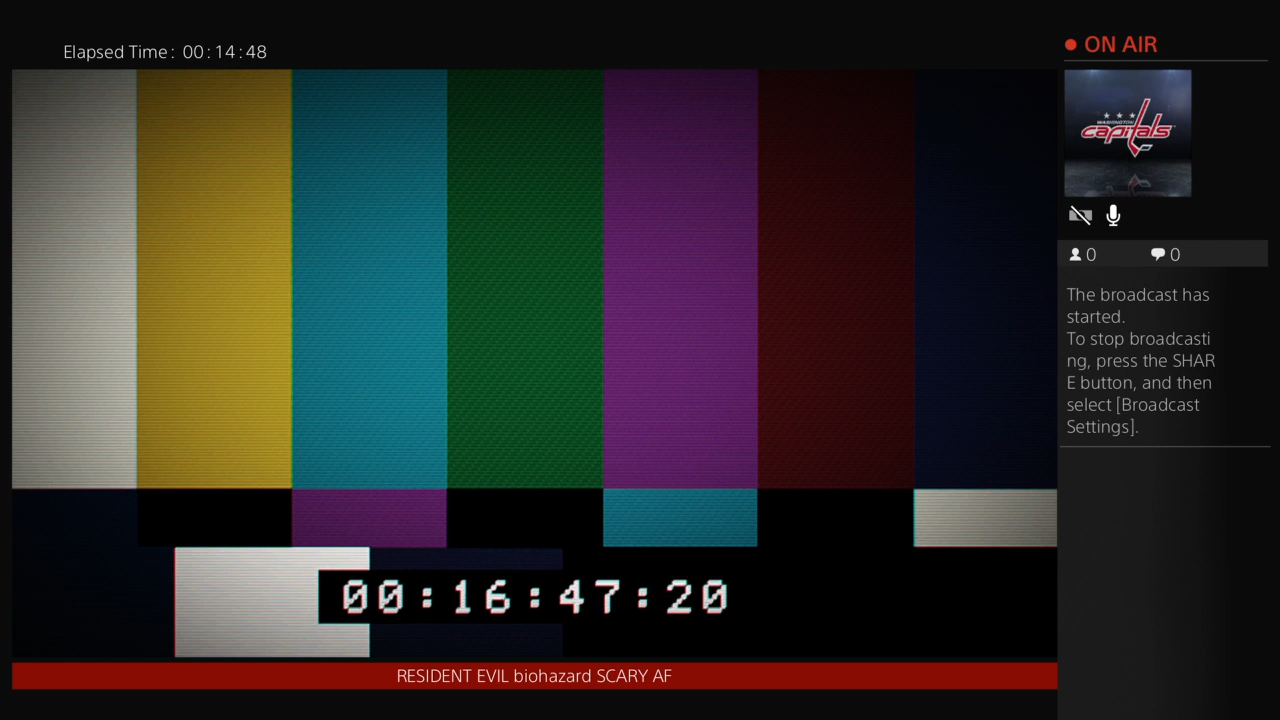 Elapsed Time: 00:14:48
ON AIR
WASHINGTON
capitals
0
0
The broadcast has
started.
To stop broadcasti
ng, press the SHAR
E button, and then
select [Broadcast
Settings].
00:16:47:20
RESIDENT EVIL biohazard SCARY AF